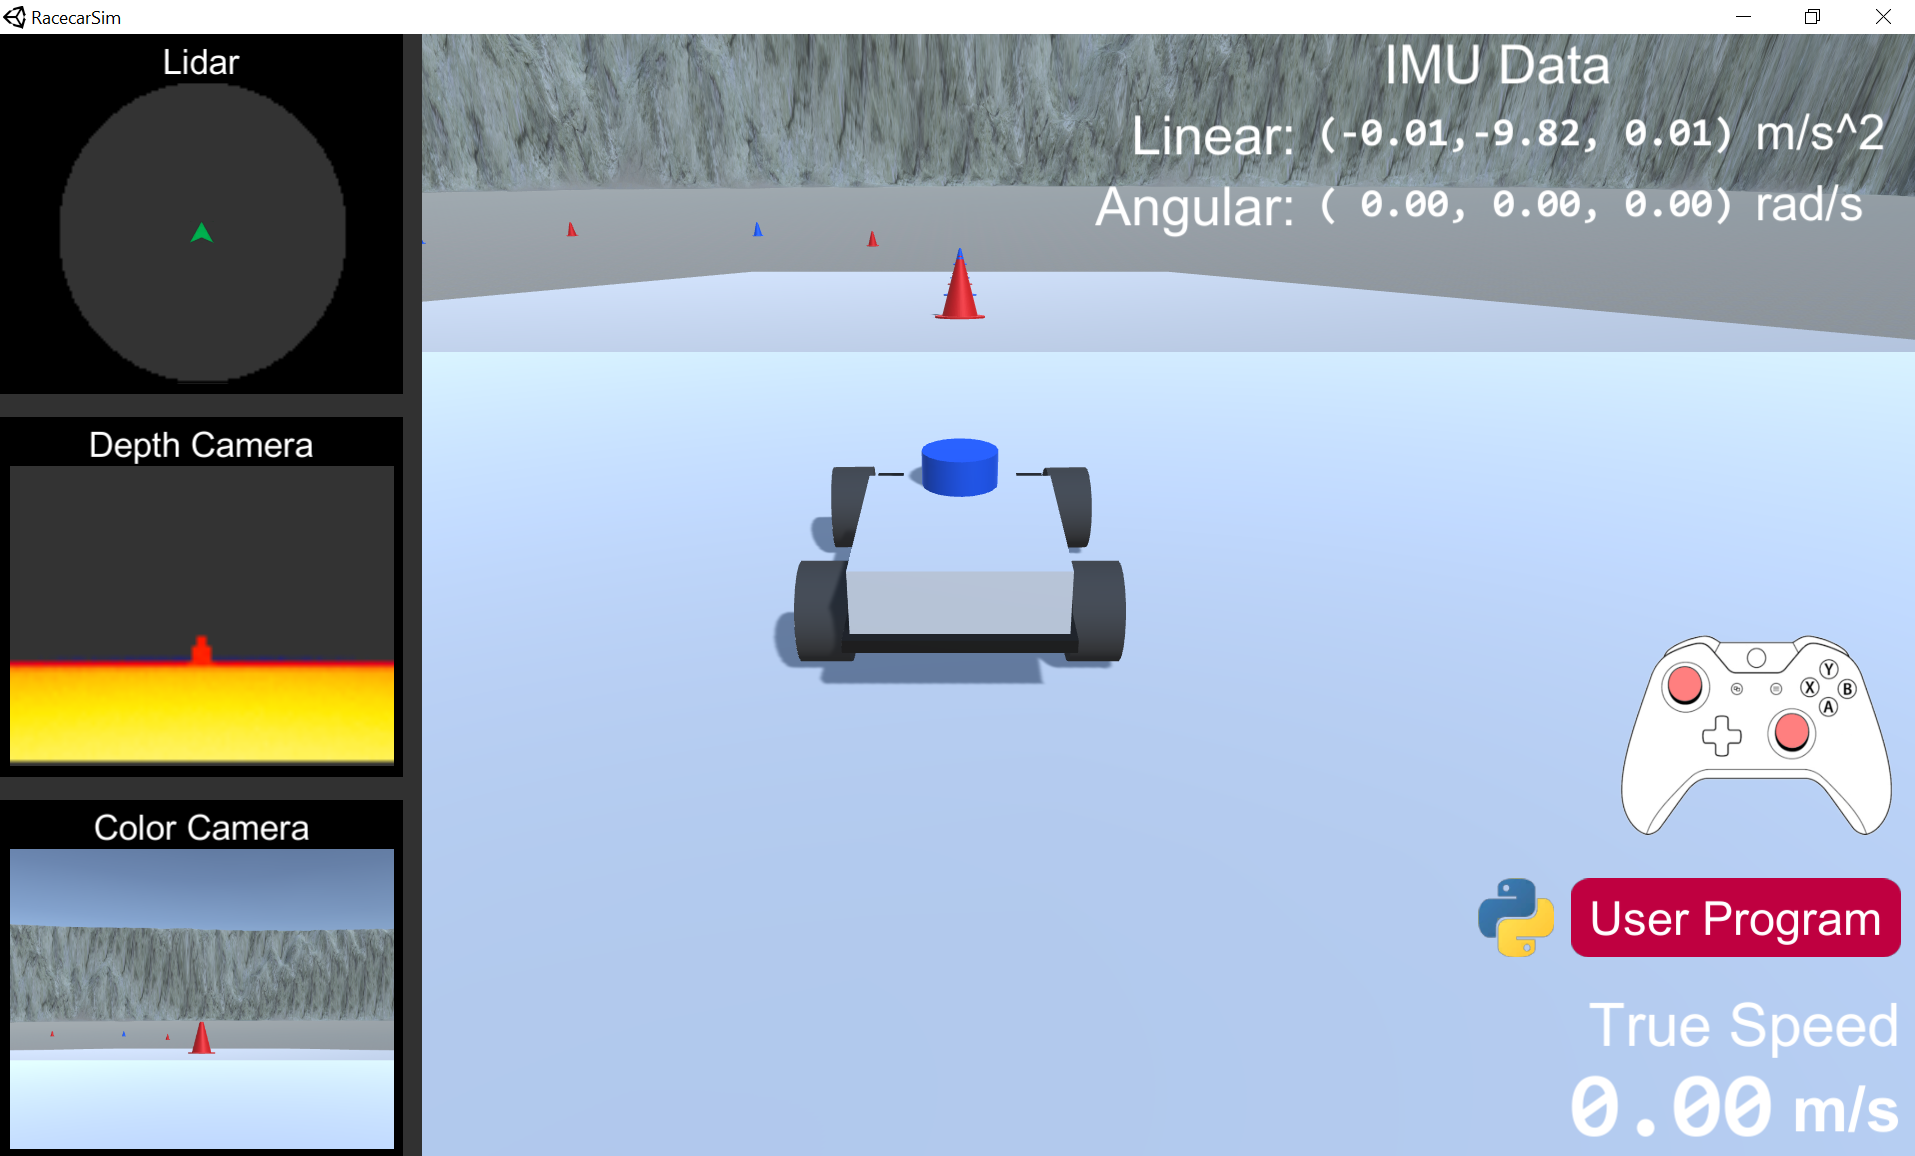 RacecarSim
Lidar
Depth Camera
Color Camera
IMU Data
Linear: (-0.01,-9.82, 0.01) m/s^2
Angular: ( 0.00, 0.00, 0.00) rad/s
Y
X B
A
User Program
True Speed
0.00 m/s